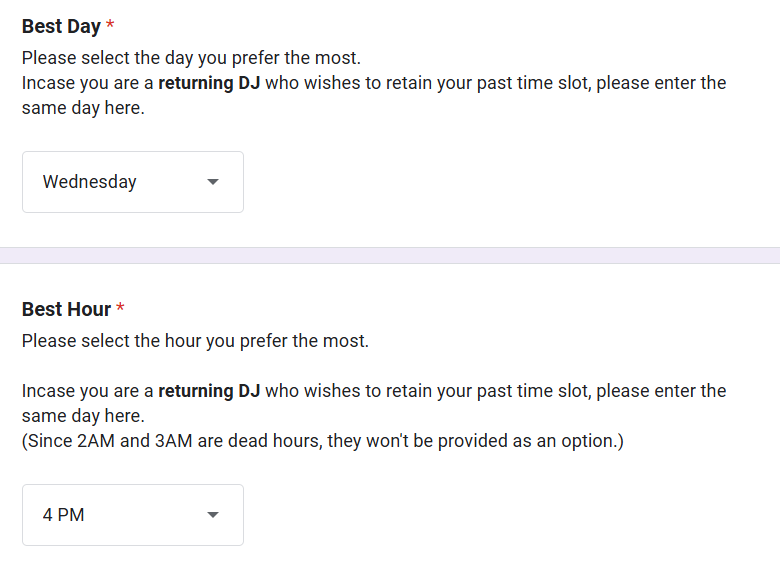 Best Day *
Please select the day you prefer the most.
Incase you are a returning DJ who wishes to retain your past time slot, please enter the
same day here.
Wednesday
Best Hour *
Please select the hour you prefer the most.
Incase you are a returning DJ who wishes to retain your past time slot, please enter the
same day here.
(Since 2AM and 3AM are dead hours, they won't be provided as an option.)
4 PM